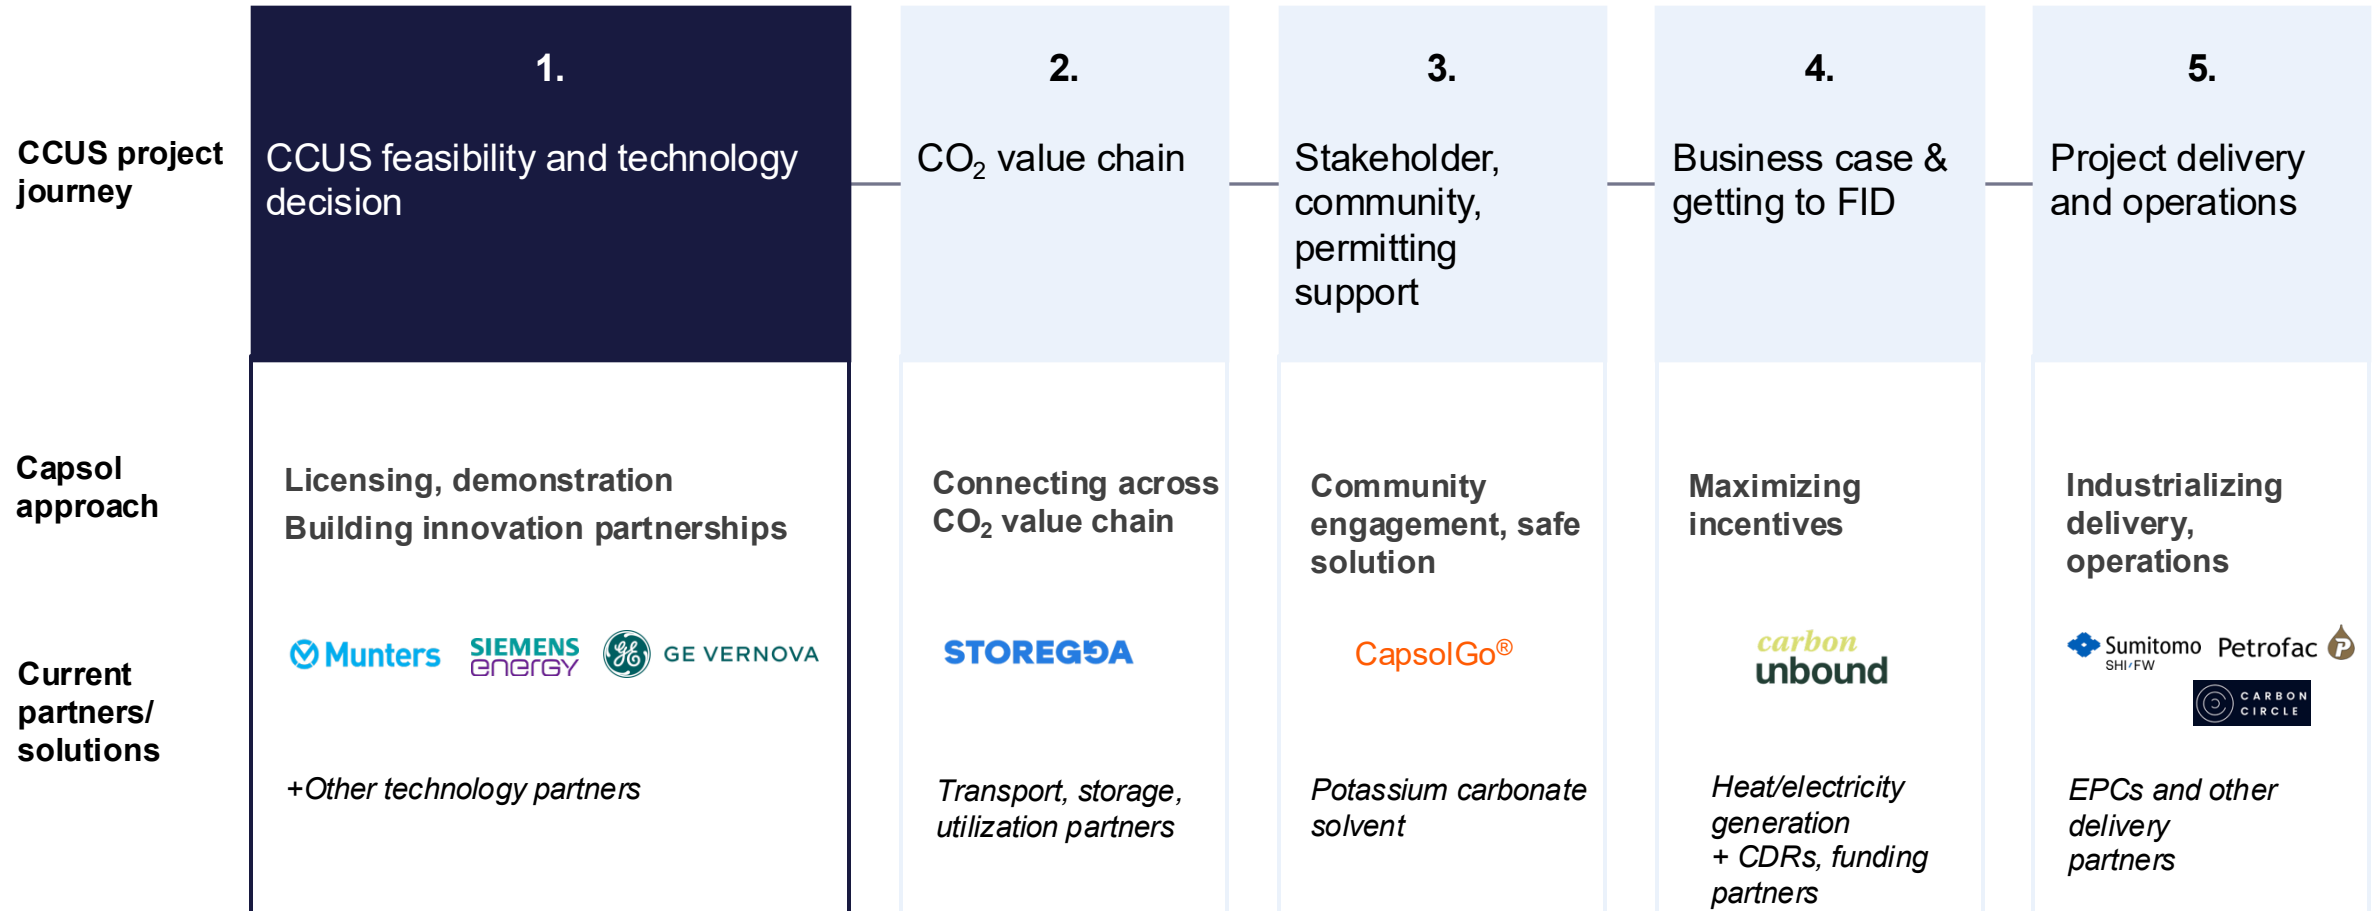 1.
2.
3.
4.
5.
CCUS project
journey
CCUS feasibility and technology
decision
CO₂ value chain
Stakeholder,
community,
permitting
support
Business case &
getting to FID
Project delivery
and operations
Capsol
approach
Licensing, demonstration
Building innovation partnerships
Connecting across
CO₂ value chain
Community
engagement, safe
solution
Maximizing
incentives
Industrializing
delivery,
operations
Current
partners/
solutions
Munters
SIEMENS
energy
GE
GE VERNOVA
STOREGGA
CapsolGo®
carbon
unbound
Sumitomo
SHI/FW
Petrofac
P
CARBON
CIRCLE
+Other technology partners
Transport, storage,
utilization partners
Potassium carbonate
solvent
Heat/electricity
generation
+ CDRs, funding
partners
EPCs and other
delivery
partners